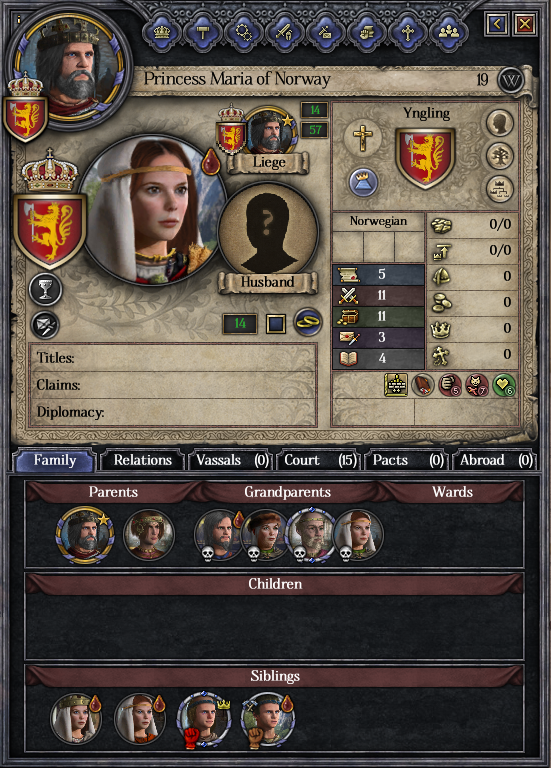 i
Princess Maria of Norway 19 W
14
57
Liege
Yngling
Husband
14
Norwegian
5
11
11
3
4
0/0
0/0
0
0
0
0
5 7 6
Titles:
Claims:
Diplomacy:
Family Relations Vassals (0) Court (15) Pacts (0) Abroad (0)
Parents Grandparents Wards
Children
Siblings